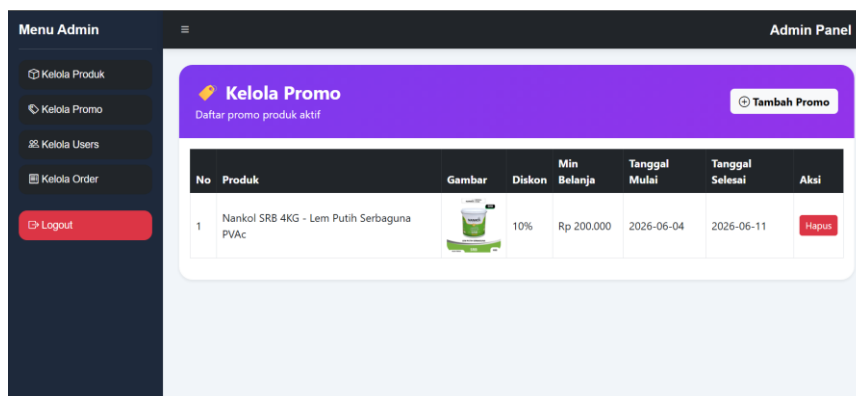 Menu Admin
Admin Panel
Kelola Produk
Kelola Promo
Kelola Users
Kelola Order
Logout
Kelola Promo
Daftar promo produk aktif
Tambah Promo
No Produk Gambar Diskon Min Belanja Tanggal Mulai Tanggal Selesai Aksi
1 Nankol SRB 4KG - Lem Putih Serbaguna PVAc 10% Rp 200.000 2026-06-04 2026-06-11 Hapus